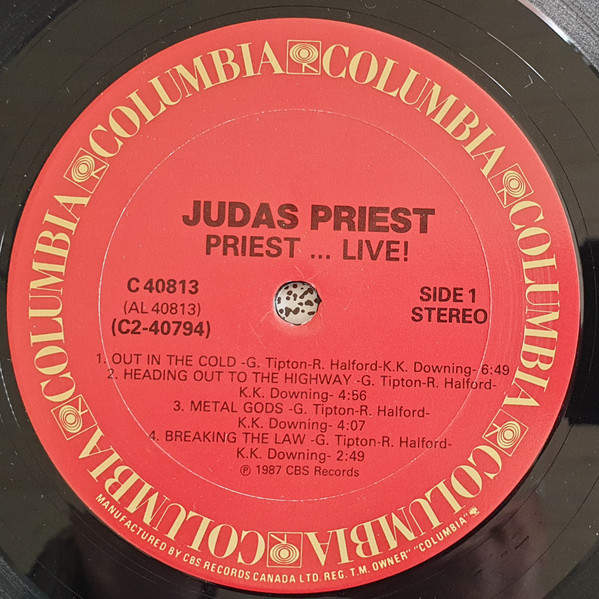 COLUMBIA COLUMBIA COLUMBIA COLUMBIA COLUMBIA COLUMBIA COLUMBIA COLUMBIA
JUDAS PRIEST
PRIEST ... LIVE!
C 40813
(AL 40813)
(C2-40794)
SIDE 1
STEREO
1. OUT IN THE COLD -G. Tipton-R. Halford-K.K. Downing- 6:49
2. HEADING OUT TO THE HIGHWAY -G. Tipton-R. Halford-
K.K. Downing- 4:56
3. METAL GODS -G. Tipton-R. Halford-
K.K. Downing- 4:07
4. BREAKING THE LAW -G. Tipton-R. Halford-
K.K. Downing- 2:49
℗ 1987 CBS Records
MANUFACTURED BY CBS RECORDS CANADA LTD. REG. T.M. OWNER" "COLUMBIA",